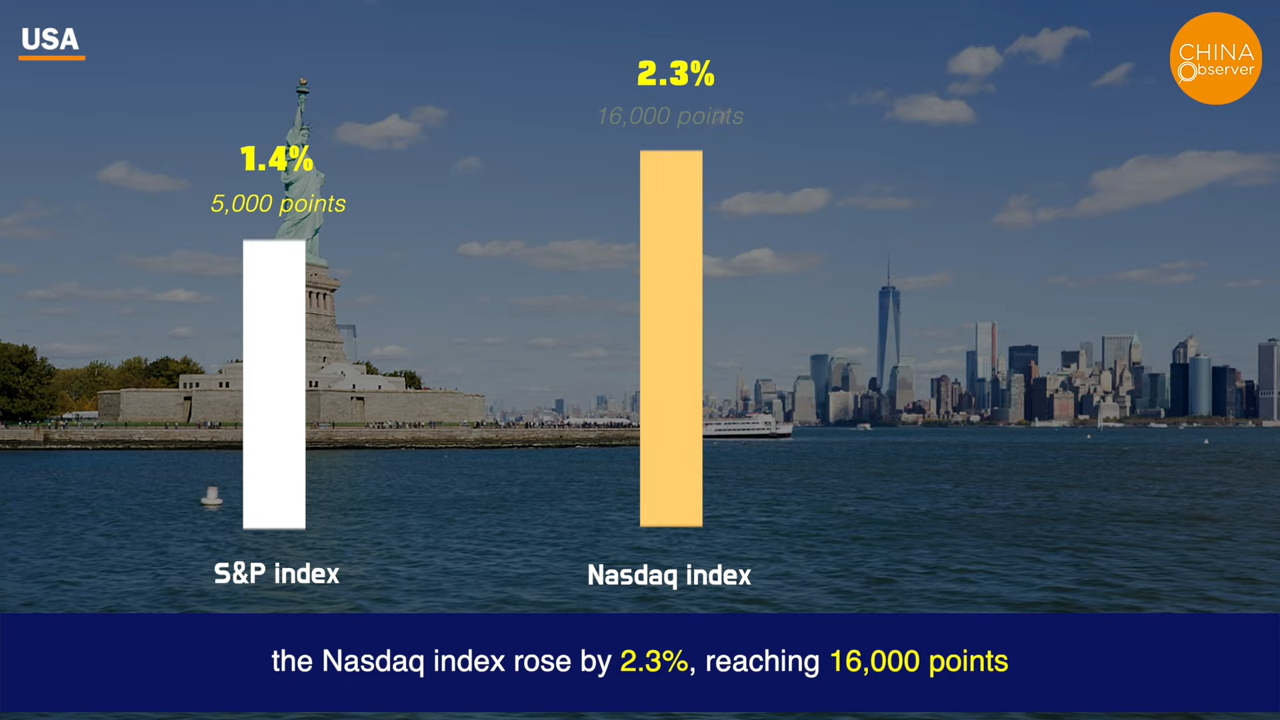 USA
CHINA
Observer
2.3%
16,000 points
1.4%
5,000 points
S&P index
Nasdaq index
the Nasdaq index rose by 2.3%, reaching 16,000 points